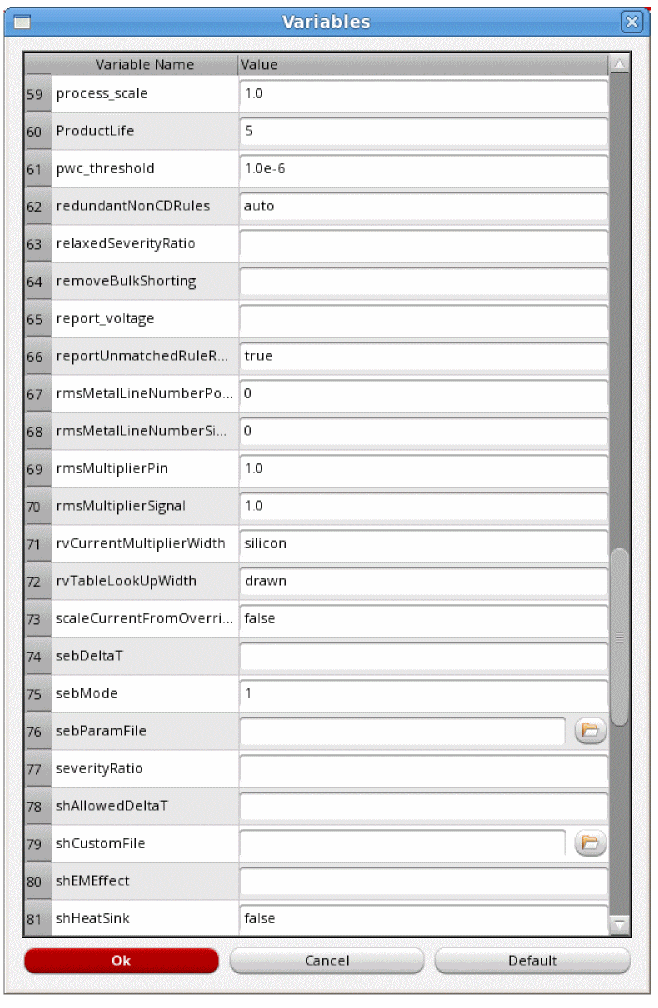 Variables
Variable Name Value
59 process_scale 1.0
60 ProductLife 5
61 pwc_threshold 1.0e-6
62 redundantNonCDRules auto
63 relaxedSeverityRatio
64 removeBulkShorting
65 report_voltage
66 reportUnmatchedRuleR... true
67 rmsMetalLineNumberPo... 0
68 rmsMetalLineNumberSi... 0
69 rmsMultiplierPin 1.0
70 rmsMultiplierSignal 1.0
71 rvCurrentMultiplierWidth silicon
72 rvTableLookUpWidth drawn
73 scaleCurrentFromOverri... false
74 sebDeltaT
75 sebMode 1
76 sebParamFile
77 severityRatio
78 shAllowedDeltaT
79 shCustomFile
80 shEMEffect
81 shHeatSink false
Ok Cancel Default